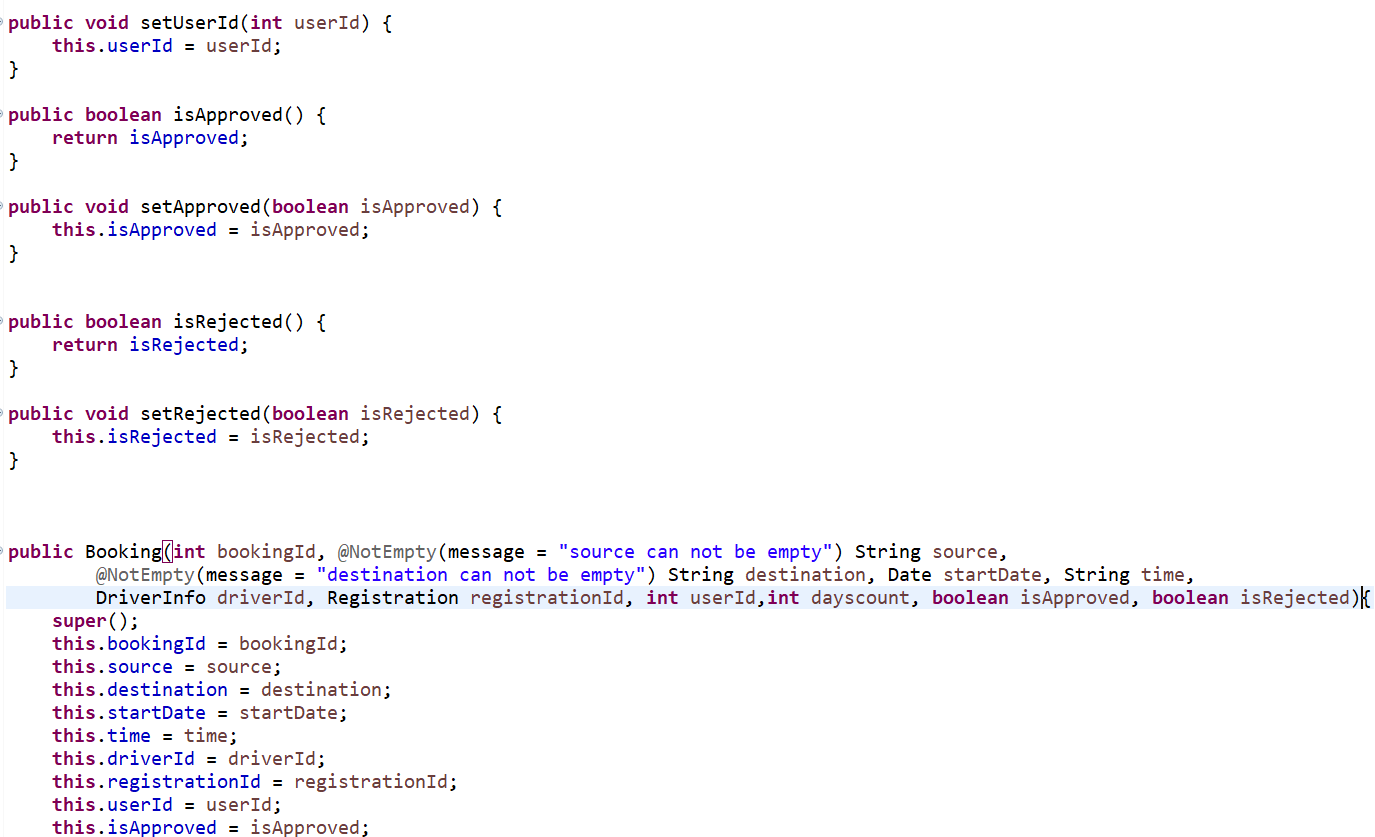 public void setUserId(int userId) {
    this.userId = userId;
}
public boolean isApproved() {
    return isApproved;
}
public void setApproved(boolean isApproved) {
    this.isApproved = isApproved;
}
public boolean isRejected() {
    return isRejected;
}
public void setRejected(boolean isRejected) {
    this.isRejected = isRejected;
}
public Booking(int bookingId, @NotEmpty(message = "source can not be empty") String source,
        @NotEmpty(message = "destination can not be empty") String destination, Date startDate, String time,
        DriverInfo driverId, Registration registrationId, int userId,int dayscount, boolean isApproved, boolean isRejected){
    super();
    this.bookingId = bookingId;
    this.source = source;
    this.destination = destination;
    this.startDate = startDate;
    this.time = time;
    this.driverId = driverId;
    this.registrationId = registrationId;
    this.userId = userId;
    this.isApproved = isApproved;